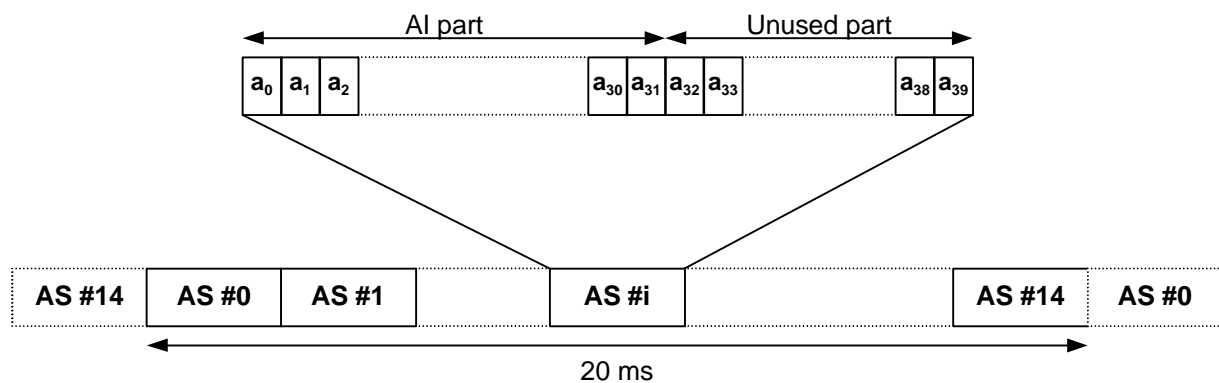 AI part Unused part
a0 a1 a2 a30 a31 a32 a33 a38 a39
AS #14 AS #0 AS #1 AS #i AS #14 AS #0
20 ms